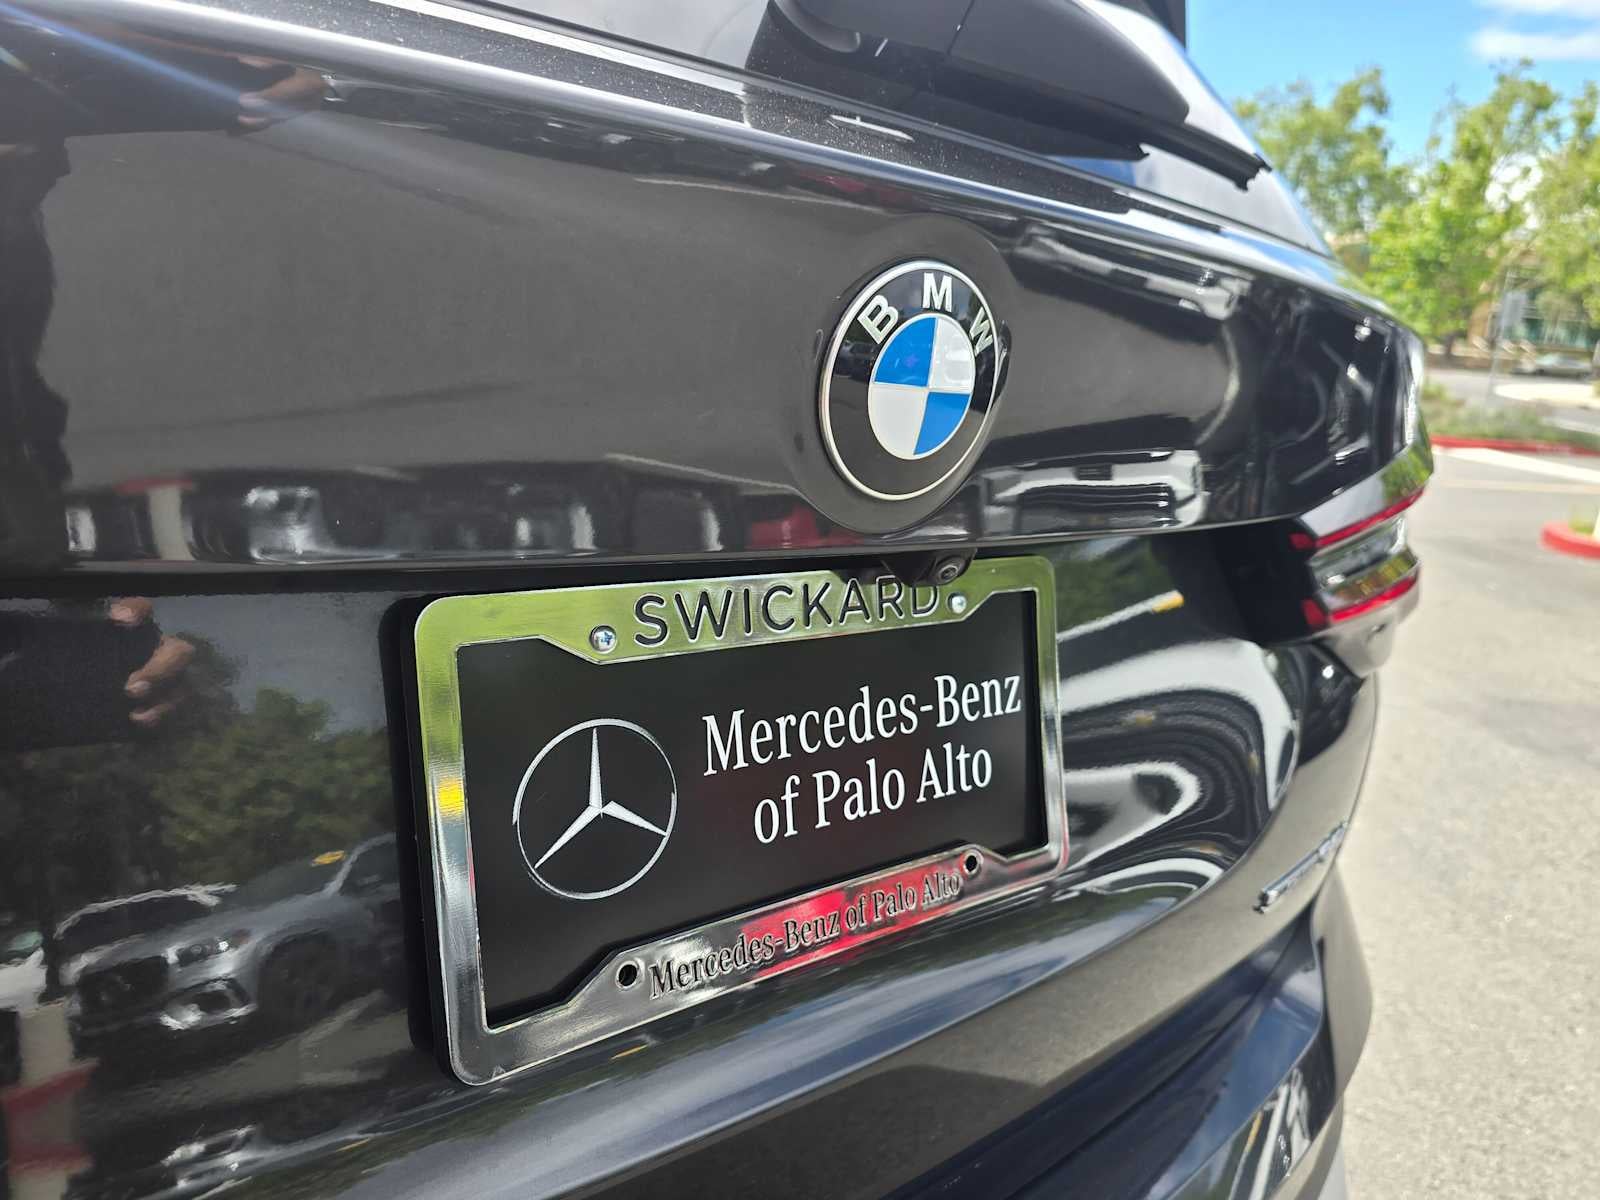 BMW
SWICKARD
Mercedes-Benz
of Palo Alto
Mercedes-Benz of Palo Alto